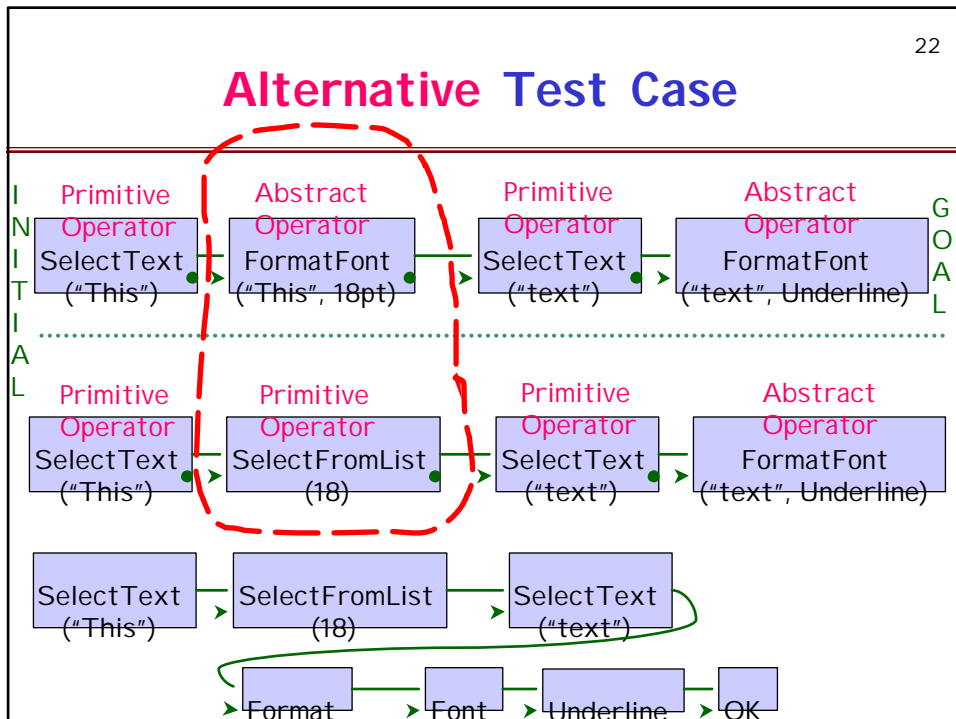 22
Alternative Test Case
INITIAL
Primitive Operator
SelectText
("This")
Abstract Operator
FormatFont
("This", 18pt)
Primitive Operator
SelectText
("text")
Abstract Operator
FormatFont
("text", Underline)
GOAL
Primitive Operator
SelectText
("This")
Primitive Operator
SelectFromList
(18)
Primitive Operator
SelectText
("text")
Abstract Operator
FormatFont
("text", Underline)
SelectText
("This")
SelectFromList
(18)
SelectText
("text")
Format
Font
Underline
OK